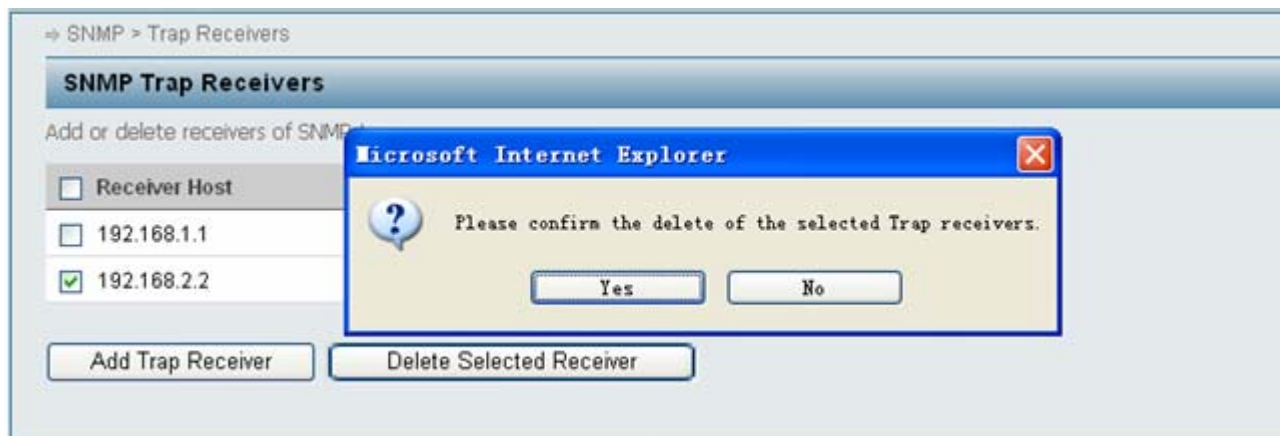 ⇒ SNMP > Trap Receivers
SNMP Trap Receivers
Add or delete receivers of SNMP
Microsoft Internet Explorer
Receiver Host
Please confirm the delete of the selected Trap receivers.
192.168.1.1
192.168.2.2
Yes No
Add Trap Receiver Delete Selected Receiver